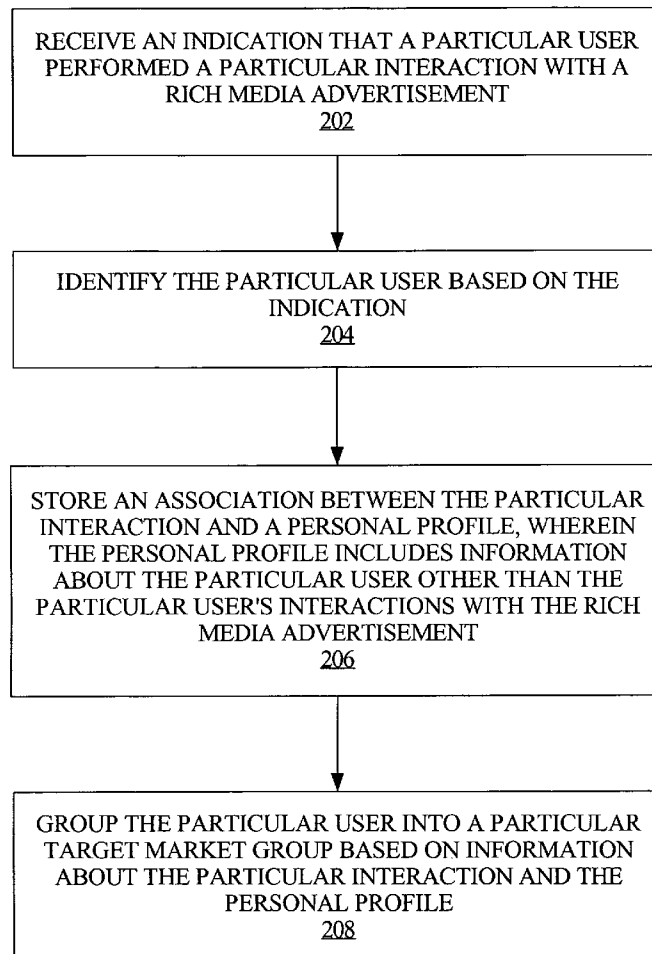 RECEIVE AN INDICATION THAT A PARTICULAR USER
PERFORMED A PARTICULAR INTERACTION WITH A
RICH MEDIA ADVERTISEMENT
202
IDENTIFY THE PARTICULAR USER BASED ON THE
INDICATION
204
STORE AN ASSOCIATION BETWEEN THE PARTICULAR
INTERACTION AND A PERSONAL PROFILE, WHEREIN
THE PERSONAL PROFILE INCLUDES INFORMATION
ABOUT THE PARTICULAR USER OTHER THAN THE
PARTICULAR USER'S INTERACTIONS WITH THE RICH
MEDIA ADVERTISEMENT
206
GROUP THE PARTICULAR USER INTO A PARTICULAR
TARGET MARKET GROUP BASED ON INFORMATION
ABOUT THE PARTICULAR INTERACTION AND THE
PERSONAL PROFILE
208